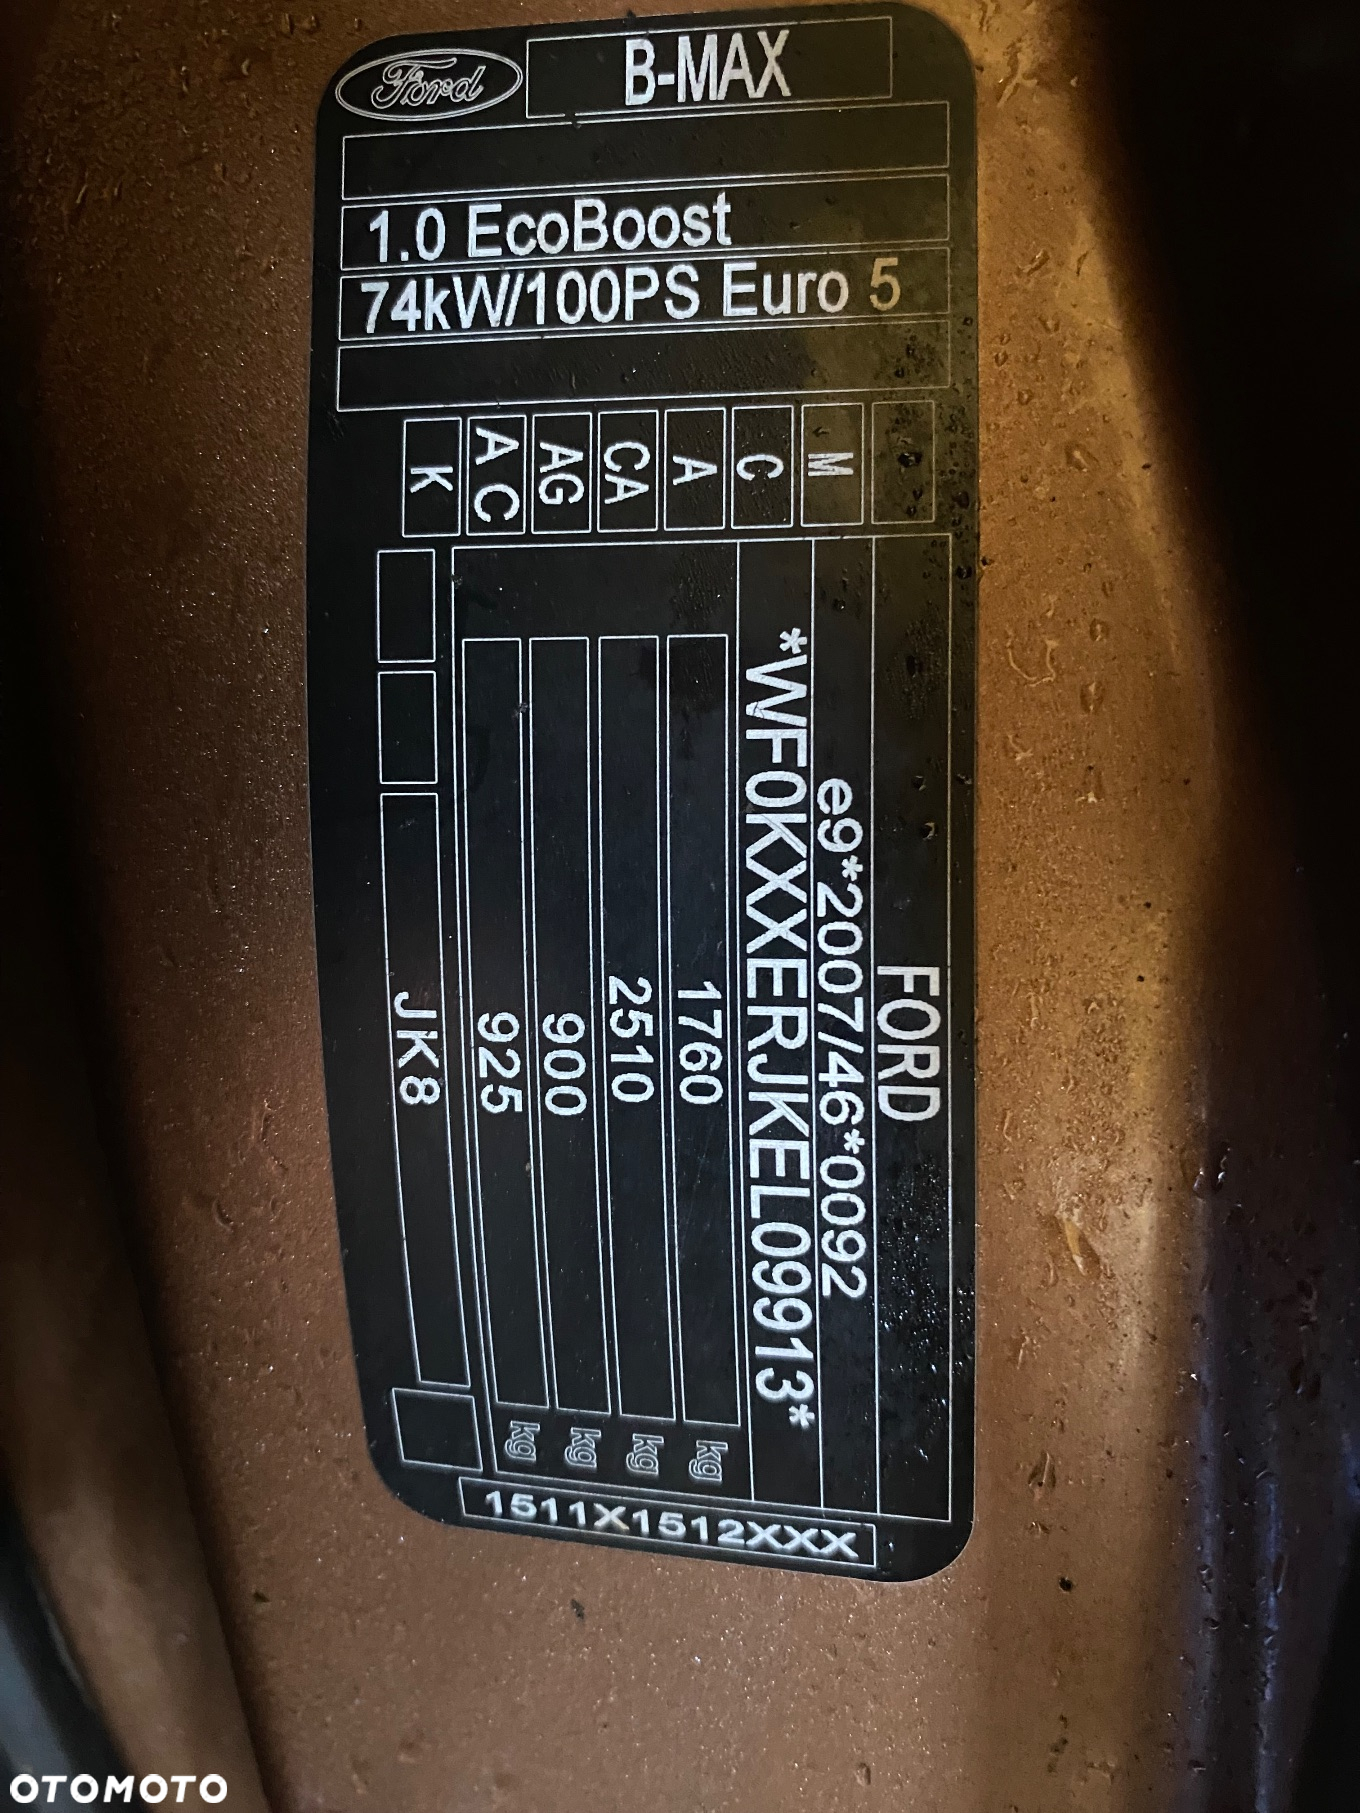 Ford
B-MAX
1.0 EcoBoost
74kW/100PS Euro 5
FORD
M e9*2007/46*0092
C *WF0KXXERJKEL09913*
A 1760 kg
CA 2510 kg
AG 900 kg
AC 925 kg
K JK8
1511X1512XXX
OTOMOTO